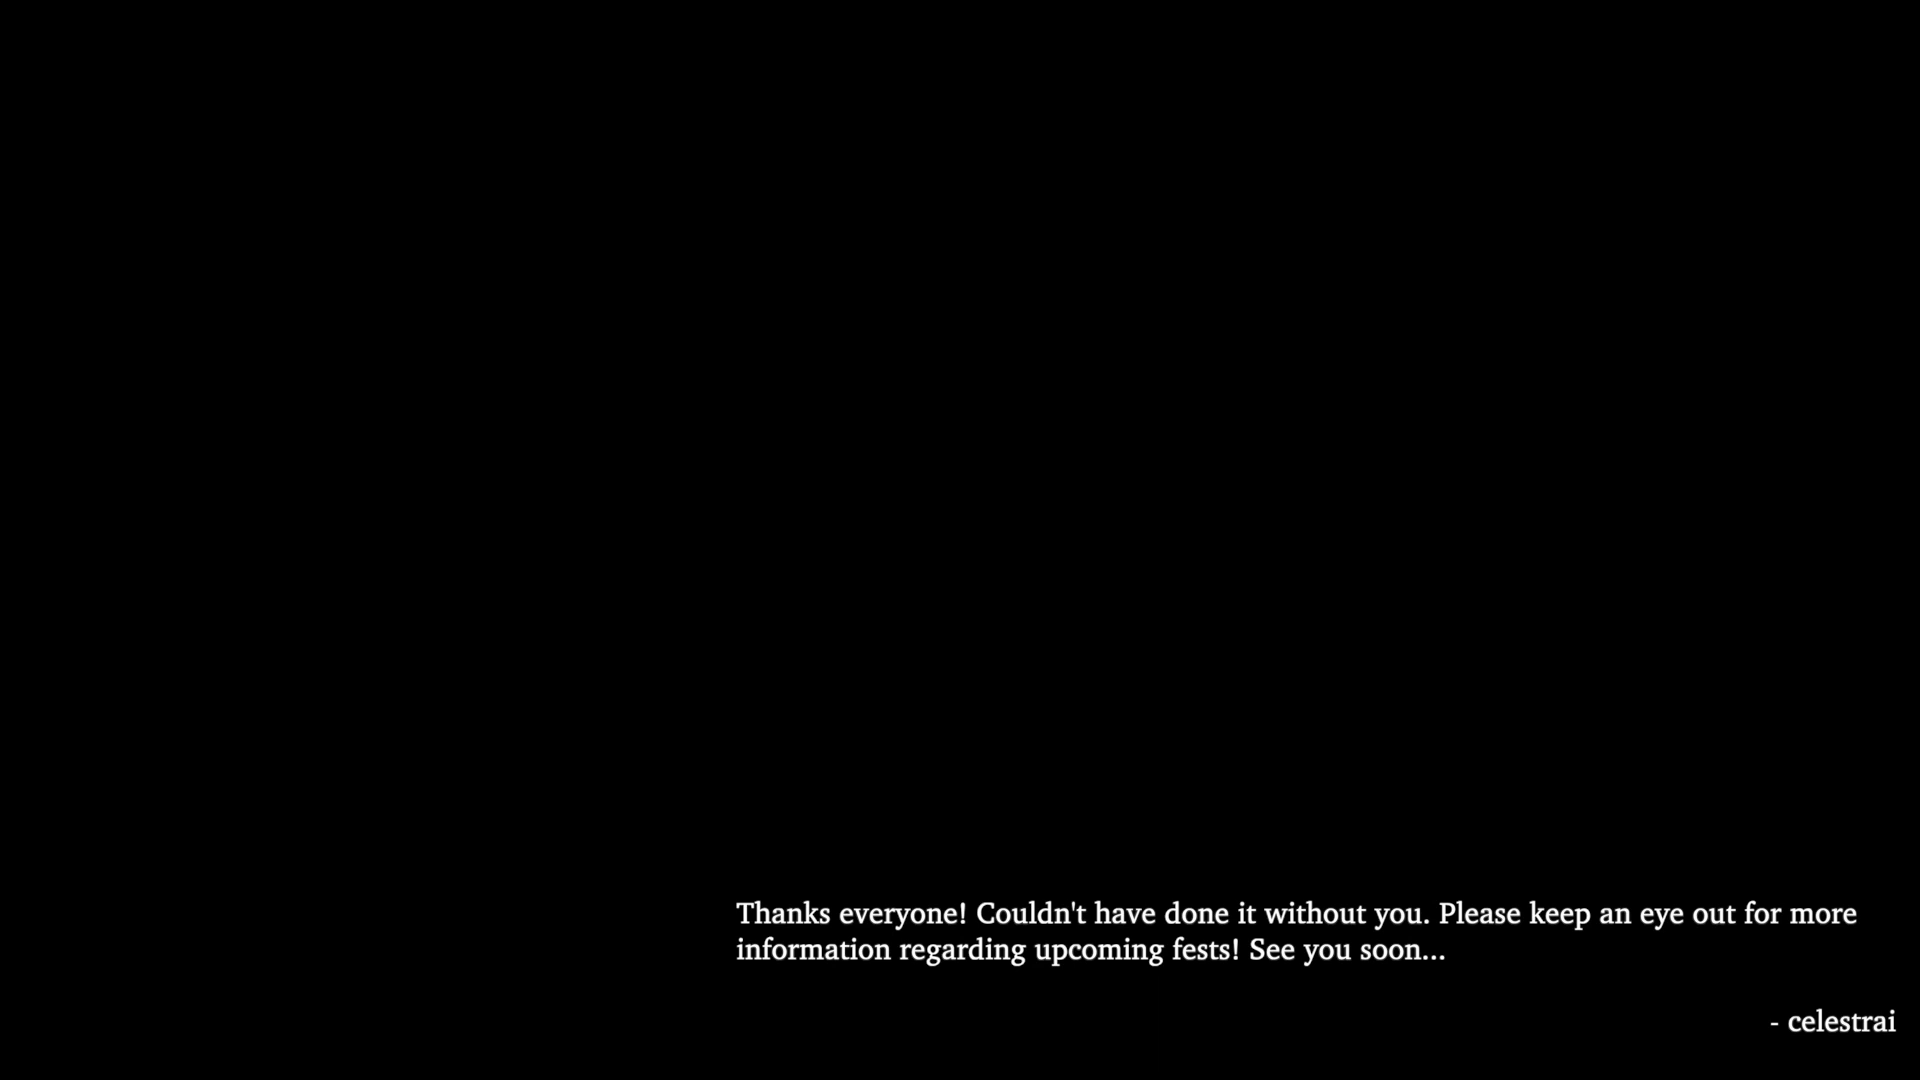 Thanks everyone! Couldn't have done it without you. Please keep an eye out for more
information regarding upcoming fests! See you soon...
- celestrai